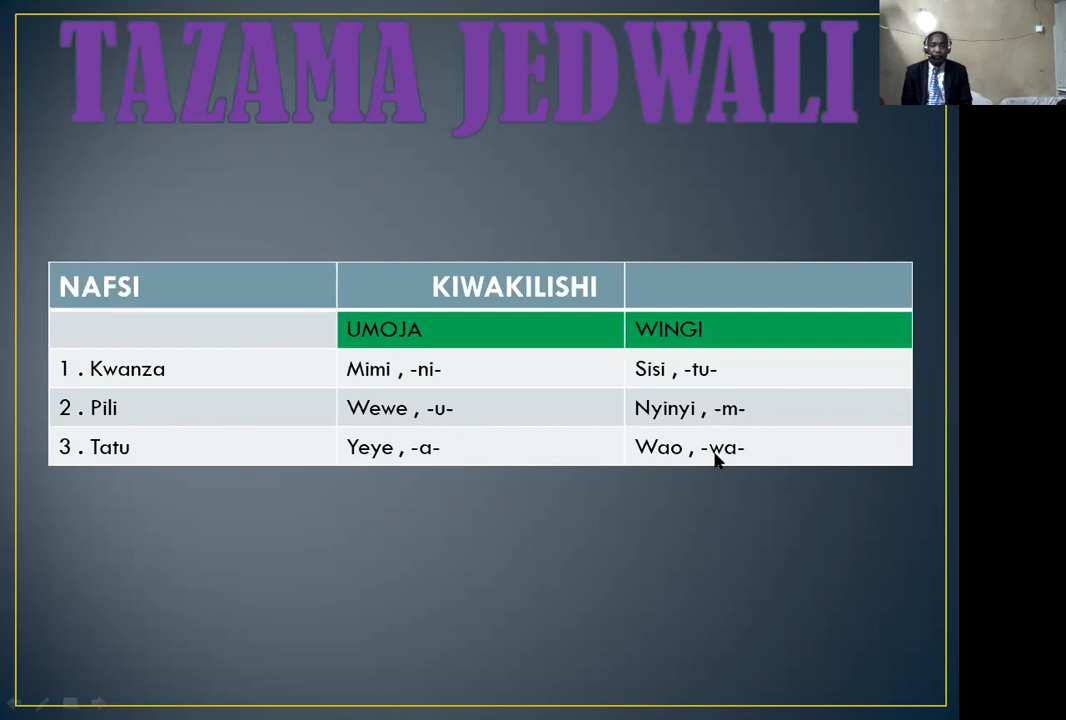 TAZAMA JEDWALI
NAFSI KIWAKILISHI
UMOJA WINGI
1 . Kwanza Mimi , -ni- Sisi , -tu-
2 . Pili Wewe , -u- Nyinyi , -m-
3 . Tatu Yeye , -a- Wao , -wa-